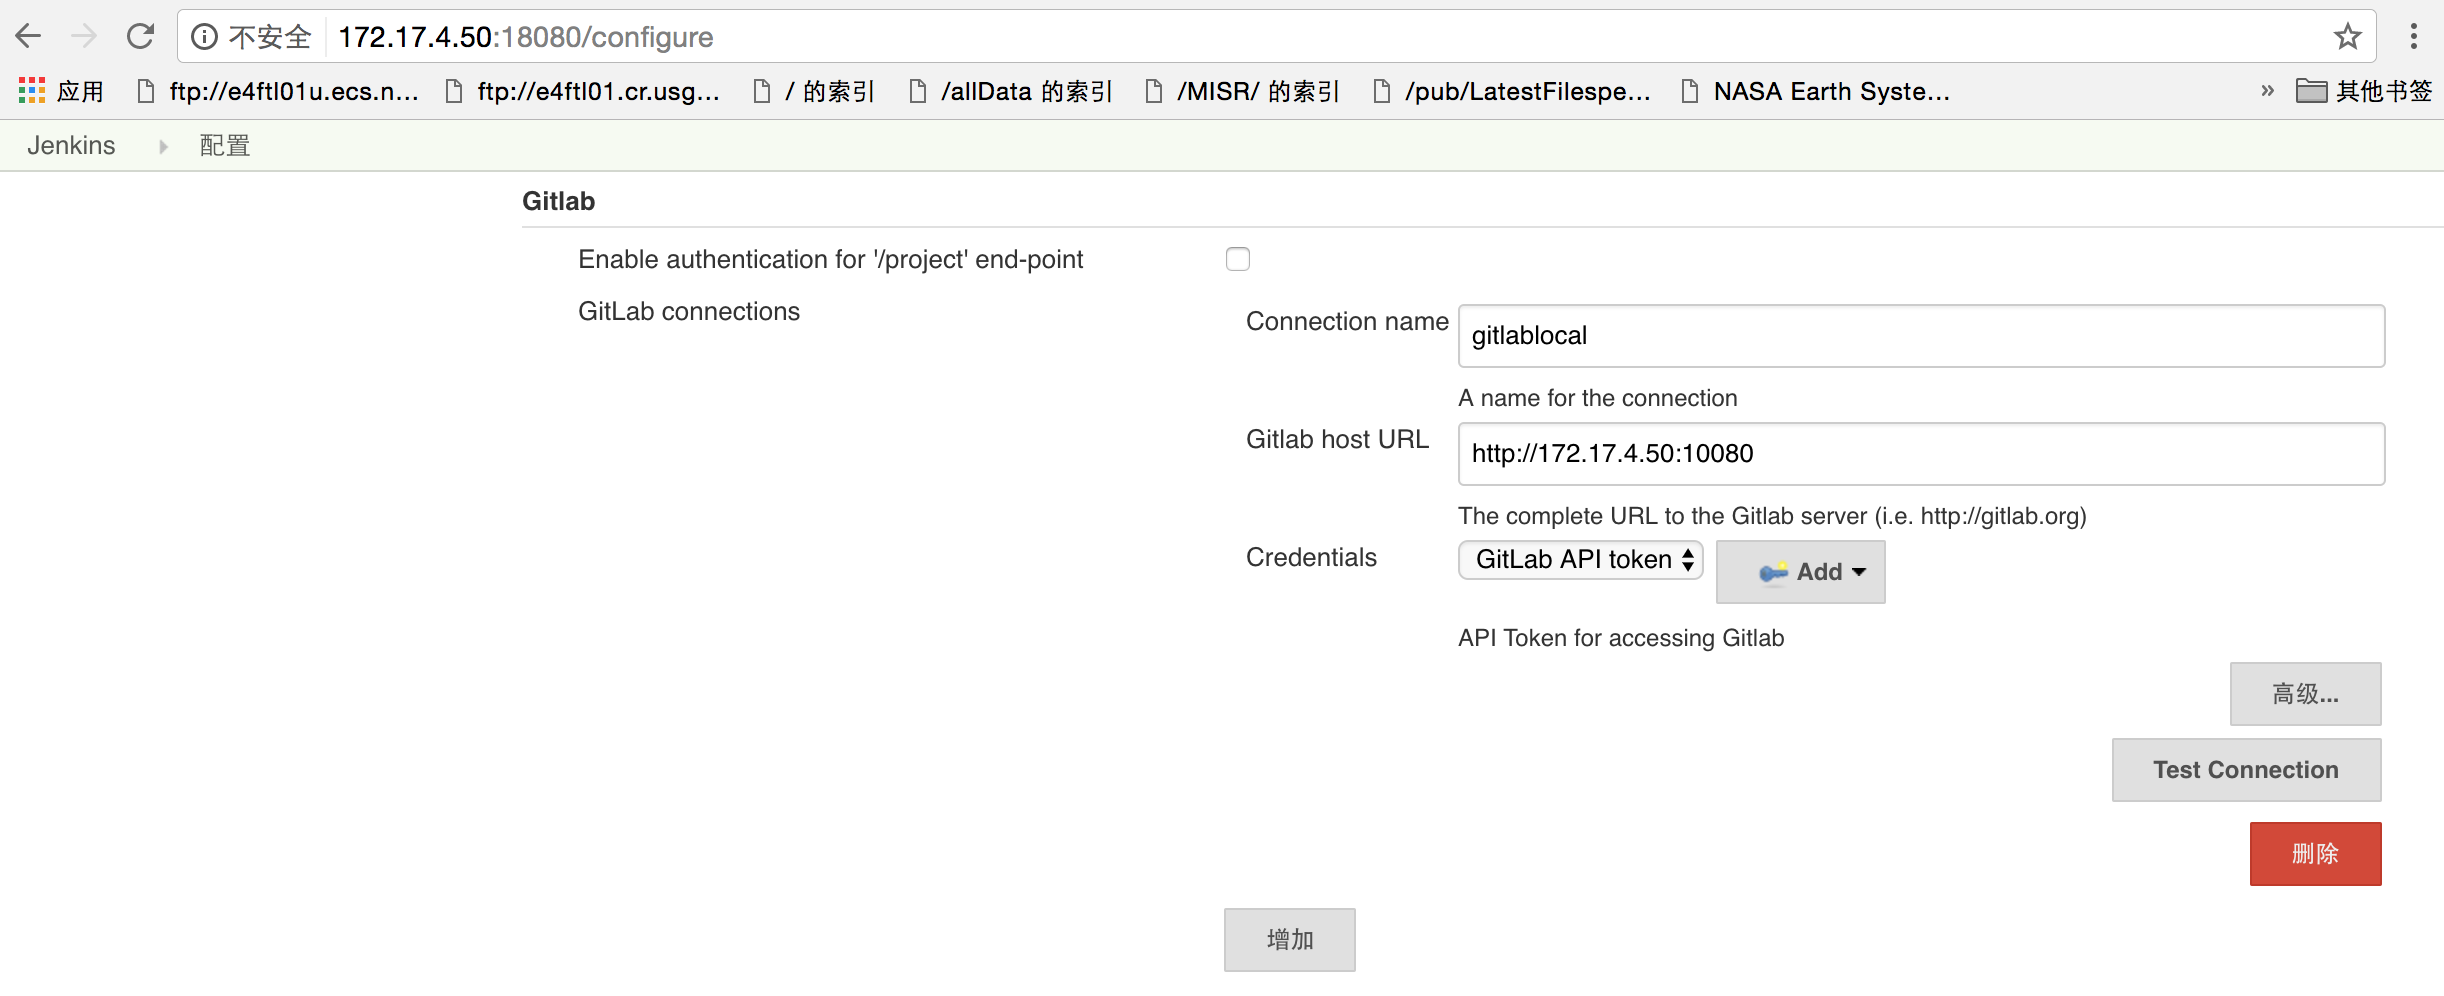 不安全 172.17.4.50:18080/configure
应用 ftp://e4ftl01u.ecs.n... ftp://e4ftl01.cr.usg... / 的索引 /allData 的索引 /MISR/ 的索引 /pub/LatestFilespe... NASA Earth Syste... » 其他书签
Jenkins 配置
Gitlab
Enable authentication for '/project' end-point
GitLab connections
Connection name gitlablocal
A name for the connection
Gitlab host URL http://172.17.4.50:10080
The complete URL to the Gitlab server (i.e. http://gitlab.org)
Credentials GitLab API token Add
API Token for accessing Gitlab
高级...
Test Connection
删除
增加